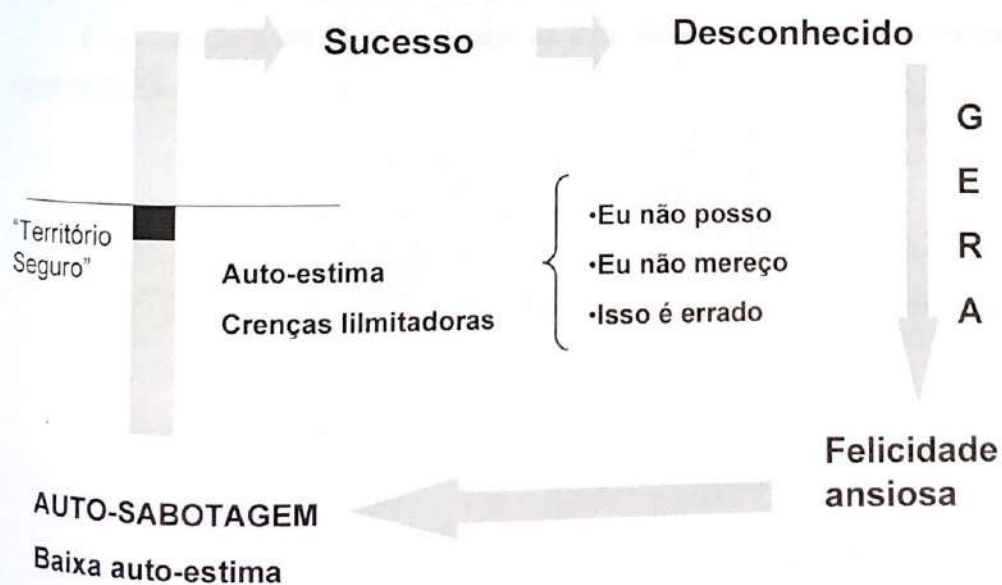 Sucesso
Desconhecido
G
E
R
A
"Território
Seguro"
Auto-estima
Crenças lilmitadoras
•Eu não posso
•Eu não mereço
•Isso é errado
Felicidade
ansiosa
AUTO-SABOTAGEM
Baixa auto-estima